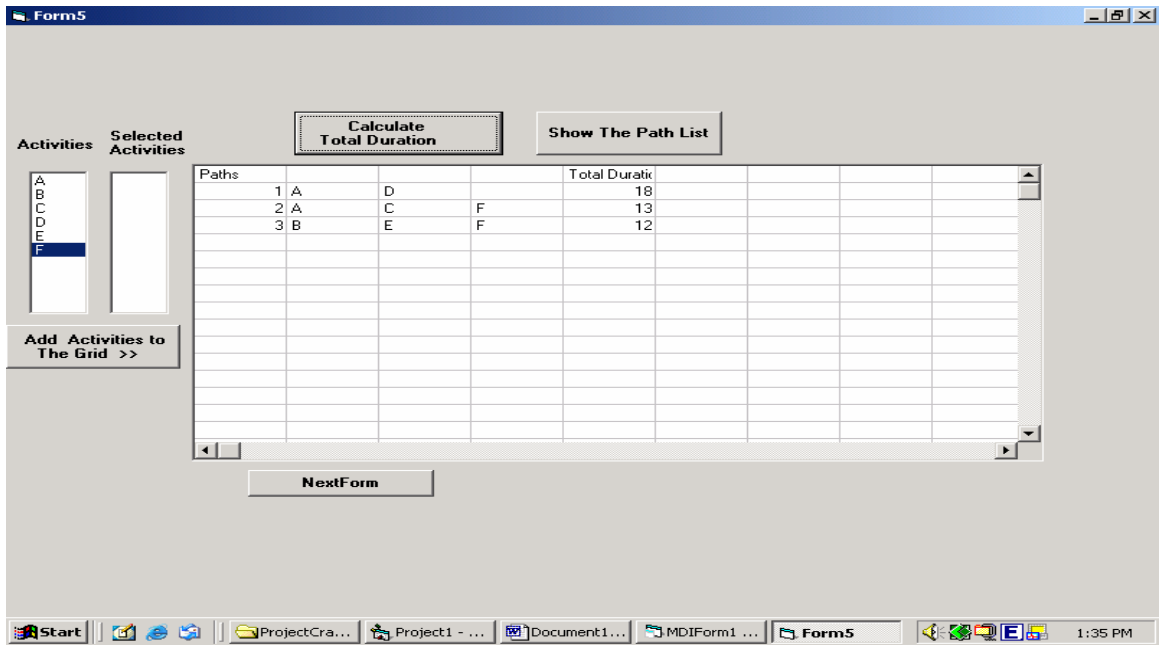 Form5
Calculate
Total Duration
Show The Path List
Activities
Selected
Activities
A
B
C
D
E
F
Paths Total Duratic
1 A D 18
2 A C F 13
3 B E F 12
Add Activities to
The Grid >>
NextForm
Start ProjectCra... Project1 - ... Document1... MDIForm1 ... Form5 E 1:35 PM